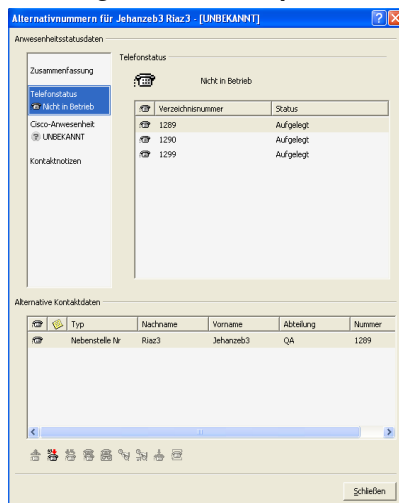 Alternativnummern für Jehanzeb3 Riaz3 - [UNBEKANNT]
Anwesenheitsstatusdaten
Zusammenfassung
Telefonstatus
Nicht in Betrieb
Cisco-Anwesenheit
UNBEKANNT
Kontaktnotizen
Telefonstatus
Nicht in Betrieb
Verzeichnisnummer Status
1289 Aufgelegt
1290 Aufgelegt
1299 Aufgelegt
Alternative Kontaktdaten
Typ Nachname Vorname Abteilung Nummer
Nebenstelle Nr Riaz3 Jehanzeb3 QA 1289
Schließen